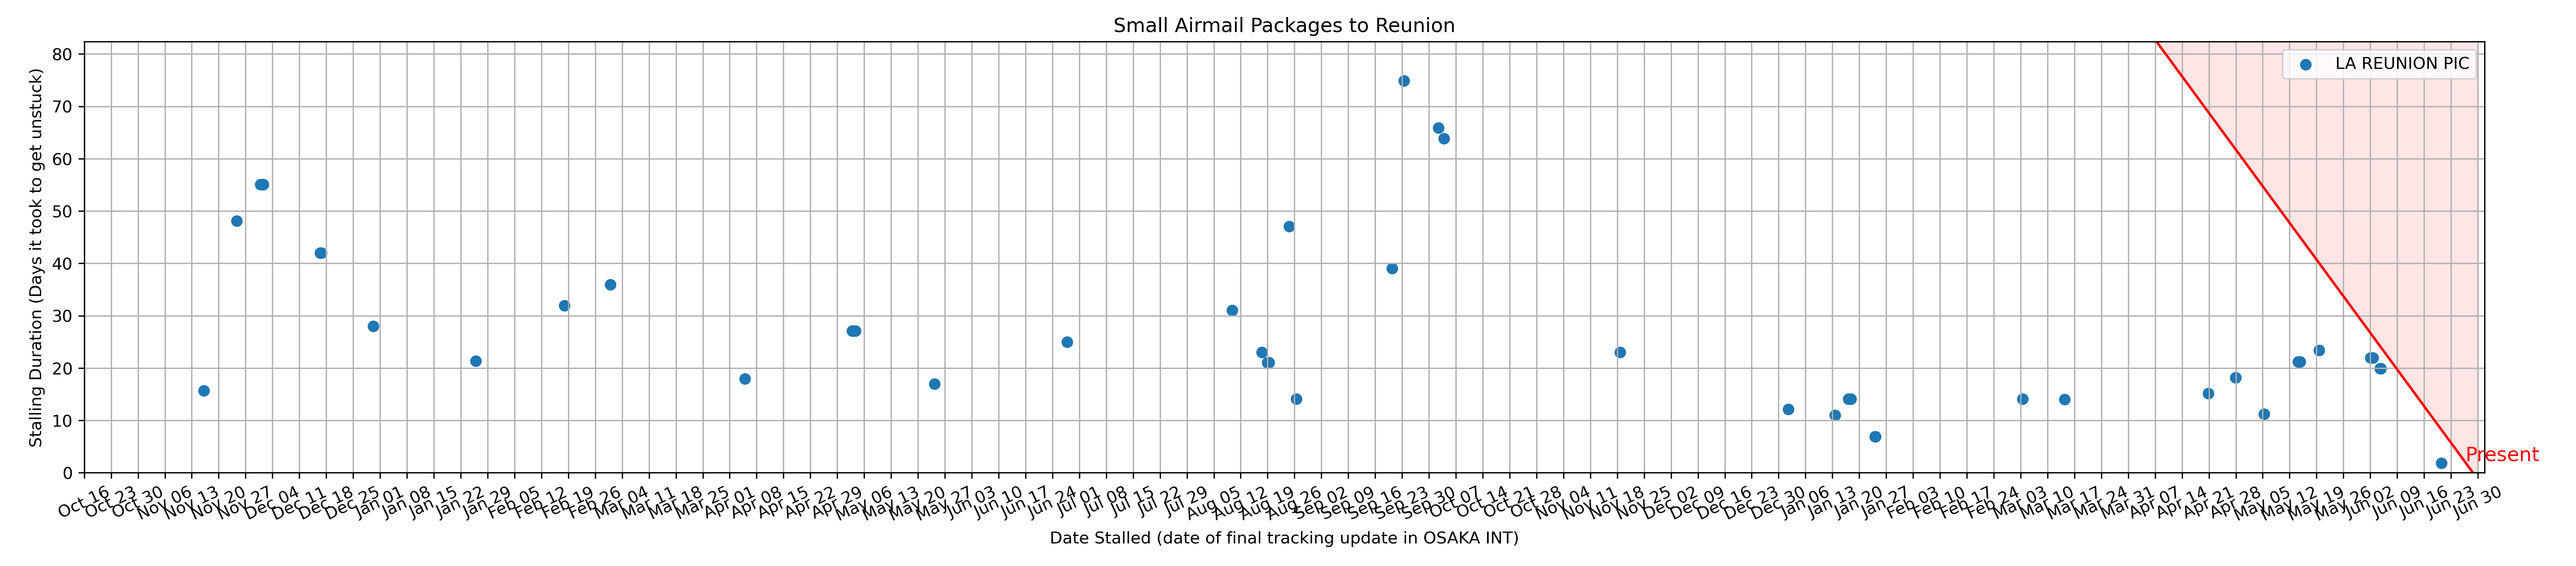 Small Airmail Packages to Reunion
LA REUNION PIC
Stalling Duration (Days it took to get unstuck)
80
70
60
50
40
30
20
10
0
Present
Oct 16
Oct 23
Oct 30
Nov 06
Nov 13
Nov 20
Nov 27
Dec 04
Dec 11
Dec 18
Dec 25
Jan 01
Jan 08
Jan 15
Jan 22
Jan 29
Feb 05
Feb 12
Feb 19
Feb 26
Mar 04
Mar 11
Mar 18
Mar 25
Apr 01
Apr 08
Apr 15
Apr 22
Apr 29
May 06
May 13
May 20
May 27
Jun 03
Jun 10
Jun 17
Jun 24
Jul 01
Jul 08
Jul 15
Jul 22
Jul 29
Aug 05
Aug 12
Aug 19
Aug 26
Sep 02
Sep 09
Sep 16
Sep 23
Sep 30
Oct 07
Oct 14
Oct 21
Oct 28
Nov 04
Nov 11
Nov 18
Nov 25
Dec 02
Dec 09
Dec 16
Dec 23
Dec 30
Jan 06
Jan 13
Jan 20
Jan 27
Feb 03
Feb 10
Feb 17
Feb 24
Mar 03
Mar 10
Mar 17
Mar 24
Mar 31
Apr 07
Apr 14
Apr 21
Apr 28
May 05
May 12
May 19
May 26
Jun 02
Jun 09
Jun 16
Jun 23
Jun 30
Date Stalled (date of final tracking update in OSAKA INT)